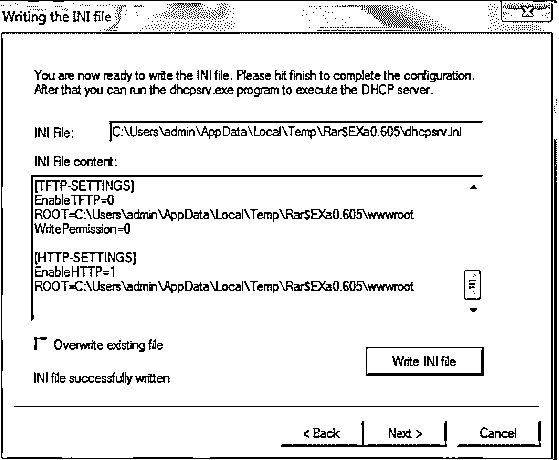 Writing the INI file
You are now ready to write the INI file. Please hit finish to complete the configuration.
After that you can run the dhcpsrv.exe program to execute the DHCP server.
INI File: C:\Users\admin\AppData\Local\Temp\Rar$EXa0.605\dhcpsrv.ini
INI File content:
[TFTP-SETTINGS]
EnableTFTP=0
ROOT=C:\Users\admin\AppData\Local\Temp\Rar$EXa0.605\wwwroot
WritePermission=0
[HTTP-SETTINGS]
EnableHTTP=1
ROOT=C:\Users\admin\AppData\Local\Temp\Rar$EXa0.605\wwwroot
Overwrite existing file
Write INI file
INI file successfully written
< Back Next > Cancel